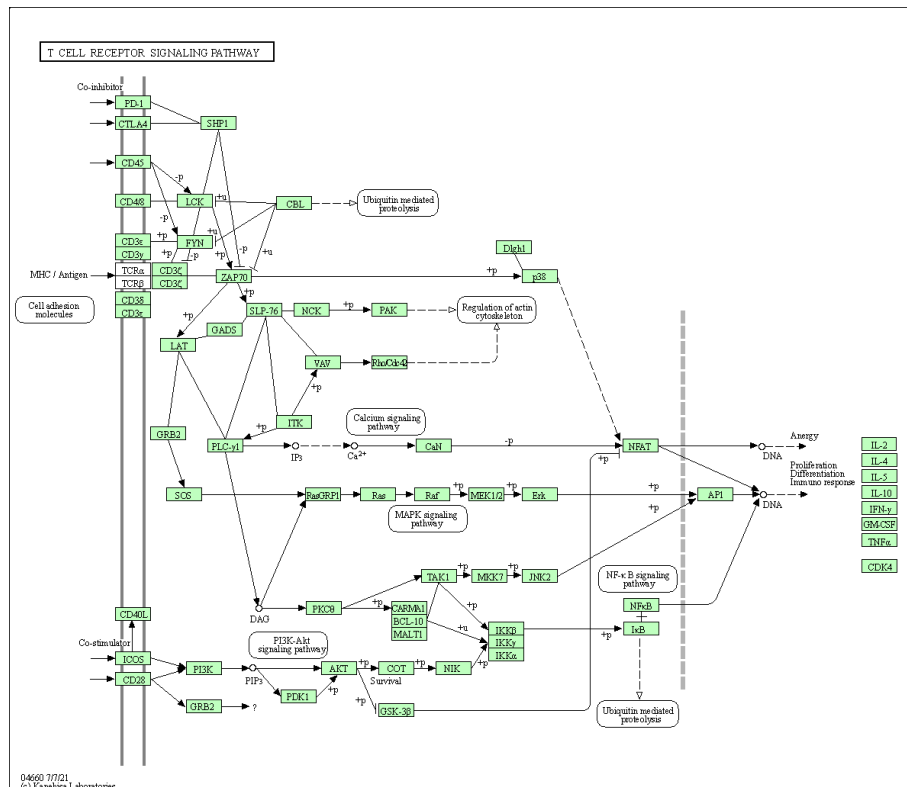 T CELL RECEPTOR SIGNALING PATHWAY
Co-inhibitor
PD-1
CTLA4
SHP1
CD45
-p
CD4/8
LCK
+u
CBL
Ubiquitin mediated
proteolysis
-p
CD3ε
+p
FYN
+u
Dlgh1
CD3γ
+p
-p
+p
-p
MHC / Antigen
TCRα
CD3ζ
ZAP70
+p
p38
TCRβ
CD3ζ
+p
Cell adhesion
molecules
CD3δ
CD3ε
SLP-76
NCK
+p
PAK
Regulation of actin
cytoskeleton
+p
GADS
LAT
VAV
Rho/Cdc42
+p
ITK
Calcium signaling
pathway
GRB2
+p
PLC-γ1
IP3
Ca2+
CaN
-p
NFAT
+p
DNA
Anergy
Proliferation
Differentiation
Immuno response
IL-2
IL-4
IL-5
IL-10
IFN-γ
GM-CSF
TNFα
CDK4
SOS
RasGRP1
Ras
Raf
+p
MEK1/2
+p
Erk
+p
AP1
DNA
MAPK signaling
pathway
+p
+p
TAK1
+p
MKK7
+p
JNK2
NF-κB signaling
pathway
DAG
PKCθ
+p
CARMA1
BCL-10
MALT1
+p
+u
IKKβ
IKKγ
IKKα
+p
NFκB
IκB
CD40L
Co-stimulator
PI3K-Akt
signaling pathway
ICOS
PI3K
PIP3
AKT
+p
COT
+p
NIK
+p
Survival
CD28
PDK1
+p
+p
GSK-3β
GRB2
?
Ubiquitin mediated
proteolysis
04660 7/7/21
(c) Kanehisa Laboratories